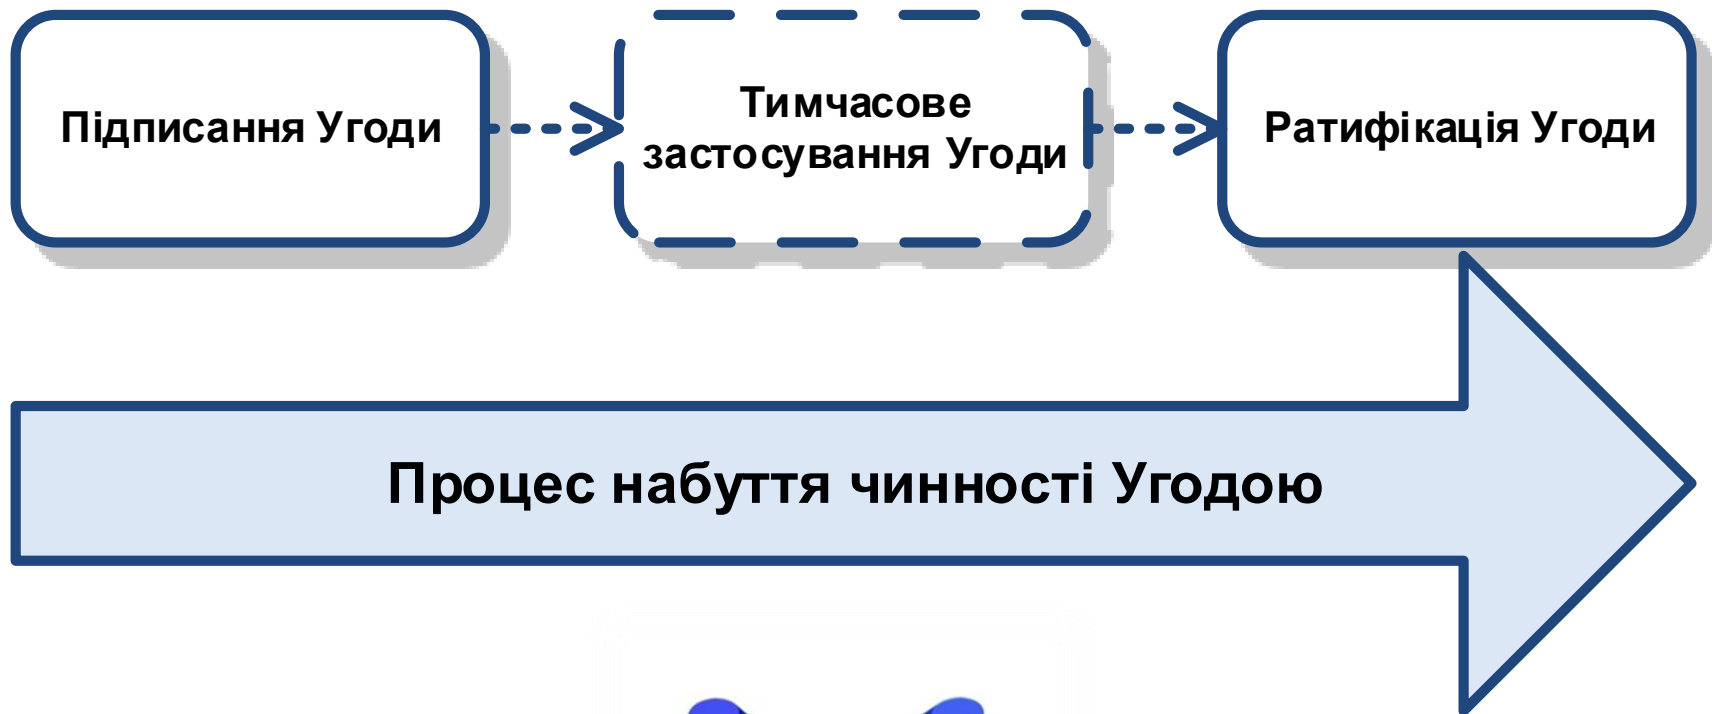 Підписання Угоди
Тимчасове
застосування Угоди
Ратифікація Угоди
Процес набуття чинності Угодою